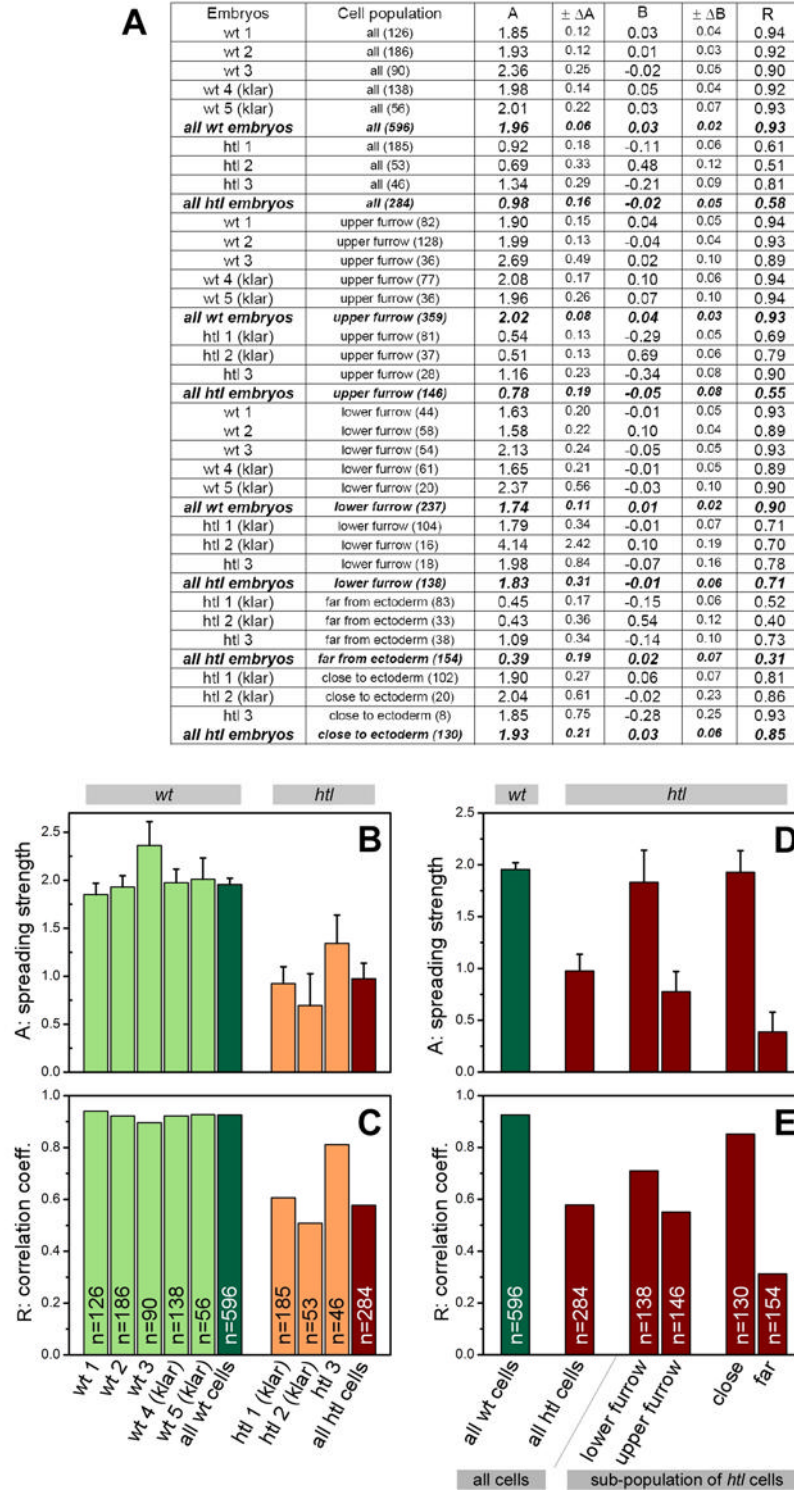 A
Embryos Cell population A ± ΔA B ± ΔB R
wt 1 all (126) 1.85 0.12 0.03 0.04 0.94
wt 2 all (186) 1.93 0.12 0.01 0.03 0.92
wt 3 all (90) 2.36 0.25 -0.02 0.05 0.90
wt 4 (klar) all (138) 1.98 0.14 0.05 0.04 0.92
wt 5 (klar) all (56) 2.01 0.22 0.03 0.07 0.93
all wt embryos all (596) 1.96 0.06 0.03 0.02 0.93
htl 1 all (185) 0.92 0.18 -0.11 0.06 0.61
htl 2 all (53) 0.69 0.33 0.48 0.12 0.51
htl 3 all (46) 1.34 0.29 -0.21 0.09 0.81
all htl embryos all (284) 0.98 0.16 -0.02 0.05 0.58
wt 1 upper furrow (82) 1.90 0.15 0.04 0.05 0.94
wt 2 upper furrow (128) 1.99 0.13 -0.04 0.04 0.93
wt 3 upper furrow (36) 2.69 0.49 0.02 0.10 0.89
wt 4 (klar) upper furrow (77) 2.08 0.17 0.10 0.06 0.94
wt 5 (klar) upper furrow (36) 1.96 0.26 0.07 0.10 0.94
all wt embryos upper furrow (359) 2.02 0.08 0.04 0.03 0.93
htl 1 (klar) upper furrow (81) 0.54 0.13 -0.29 0.05 0.69
htl 2 (klar) upper furrow (37) 0.51 0.13 0.69 0.06 0.79
htl 3 upper furrow (28) 1.16 0.23 -0.34 0.08 0.90
all htl embryos upper furrow (146) 0.78 0.19 -0.05 0.08 0.55
wt 1 lower furrow (44) 1.63 0.20 -0.01 0.05 0.93
wt 2 lower furrow (58) 1.58 0.22 0.10 0.04 0.89
wt 3 lower furrow (54) 2.13 0.24 -0.05 0.05 0.93
wt 4 (klar) lower furrow (61) 1.65 0.21 -0.01 0.05 0.89
wt 5 (klar) lower furrow (20) 2.37 0.56 -0.03 0.10 0.90
all wt embryos lower furrow (237) 1.74 0.11 0.01 0.02 0.90
htl 1 (klar) lower furrow (104) 1.79 0.34 -0.01 0.07 0.71
htl 2 (klar) lower furrow (16) 4.14 2.42 0.10 0.19 0.70
htl 3 lower furrow (18) 1.98 0.84 -0.07 0.16 0.78
all htl embryos lower furrow (138) 1.83 0.31 -0.01 0.06 0.71
htl 1 (klar) far from ectoderm (83) 0.45 0.17 -0.15 0.06 0.52
htl 2 (klar) far from ectoderm (33) 0.43 0.36 0.54 0.12 0.40
htl 3 far from ectoderm (38) 1.09 0.34 -0.14 0.10 0.73
all htl embryos far from ectoderm (154) 0.39 0.19 0.02 0.07 0.31
htl 1 (klar) close to ectoderm (102) 1.90 0.27 0.06 0.07 0.81
htl 2 (klar) close to ectoderm (20) 2.04 0.61 -0.02 0.23 0.86
htl 3 close to ectoderm (8) 1.85 0.75 -0.28 0.25 0.93
all htl embryos close to ectoderm (130) 1.93 0.21 0.03 0.06 0.85
wt htl
B
A: spreading strength
2.5
2.0
1.5
1.0
0.5
0.0
C
R: correlation coeff.
1.0
0.8
0.6
0.4
0.2
0.0
n=126
n=186
n=90
n=138
n=56
n=596
n=185
n=53
n=46
n=284
wt 1
wt 2
wt 3
wt 4 (klar)
wt 5 (klar)
all wt cells
htl 1 (klar)
htl 2 (klar)
htl 3
all htl cells
wt htl
D
A: spreading strength
2.5
2.0
1.5
1.0
0.5
0.0
E
R: correlation coeff.
1.0
0.8
0.6
0.4
0.2
0.0
n=596
n=284
n=138
n=146
n=130
n=154
all wt cells
all htl cells
lower furrow
upper furrow
close
far
all cells
sub-population of htl cells